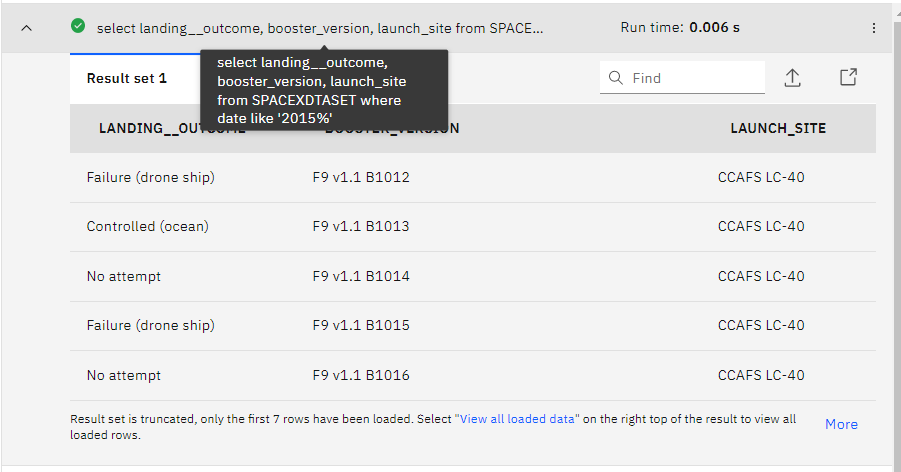 select landing__outcome, booster_version, launch_site from SPACE...
Run time: 0.006 s
select landing__outcome,
booster_version, launch_site
from SPACEXDTASET where
date like '2015%'
Result set 1
Find
LANDING__OUTCOME BOOSTER_VERSION LAUNCH_SITE
Failure (drone ship) F9 v1.1 B1012 CCAFS LC-40
Controlled (ocean) F9 v1.1 B1013 CCAFS LC-40
No attempt F9 v1.1 B1014 CCAFS LC-40
Failure (drone ship) F9 v1.1 B1015 CCAFS LC-40
No attempt F9 v1.1 B1016 CCAFS LC-40
Result set is truncated, only the first 7 rows have been loaded. Select "View all loaded data" on the right top of the result to view all
loaded rows.
More